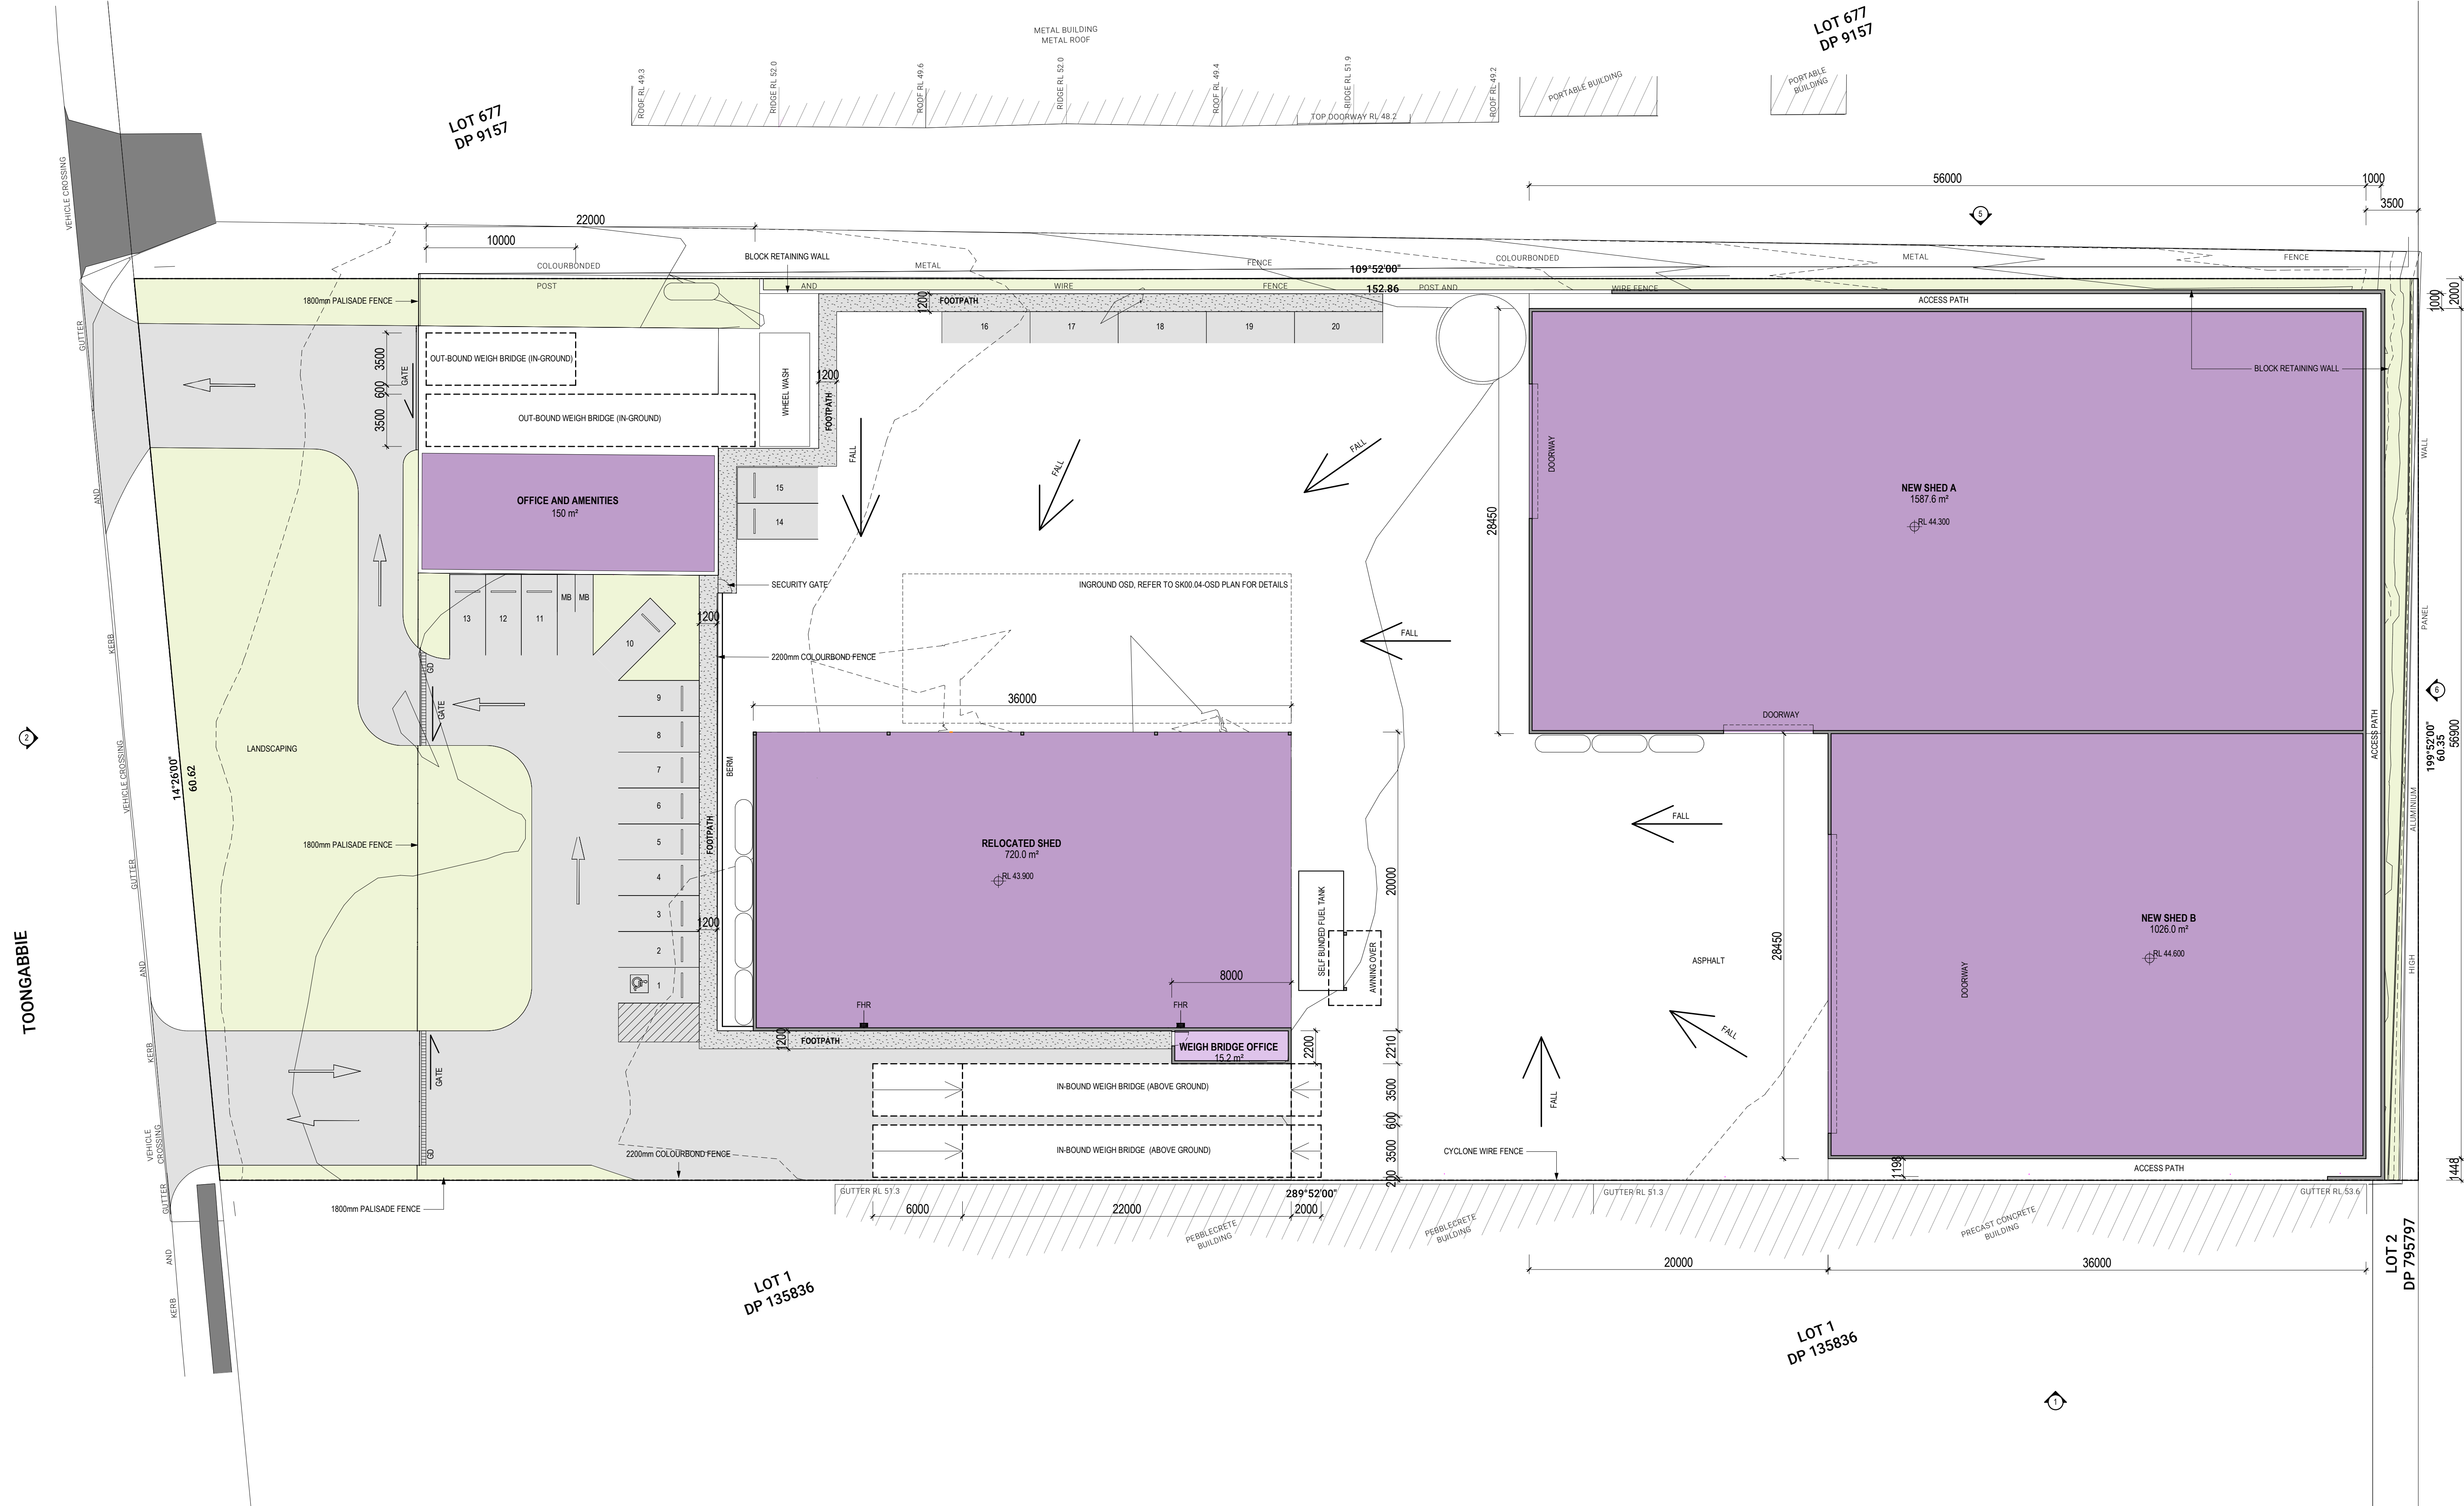 METAL BUILDING
METAL ROOF
LOT 677
DP 9157
LOT 677
DP 9157
ROOF RL 49.3
RIDGE RL 52.0
ROOF RL 49.6
RIDGE RL 52.0
ROOF RL 49.4
RIDGE RL 51.9
ROOF RL 49.2
TOP DOORWAY RL 48.2
PORTABLE BUILDING
PORTABLE
BUILDING
VEHICLE CROSSING
56000
1000
3500
5
22000
10000
COLOURBONDED
METAL
FENCE
COLOURBONDED
METAL
FENCE
BLOCK RETAINING WALL
109°52'00"
152.86
POST
AND
WIRE
FENCE
POST AND
WIRE FENCE
1800mm PALISADE FENCE
1200
FOOTPATH
ACCESS PATH
1000
2000
16
17
18
19
20
GUTTER
3500
600
3500
GATE
OUT-BOUND WEIGH BRIDGE (IN-GROUND)
OUT-BOUND WEIGH BRIDGE (IN-GROUND)
WHEEL WASH
1200
FOOTPATH
FALL
FALL
FALL
28450
DOORWAY
BLOCK RETAINING WALL
WALL
NEW SHED A
1587.6 m²
RL 44.300
OFFICE AND AMENITIES
150 m²
15
14
AND
SECURITY GATE
INGROUND OSD, REFER TO SK00.04-OSD PLAN FOR DETAILS
13
12
11
MB
MB
10
1200
FALL
PANEL
KERB
GD
GATE
2200mm COLOURBOND FENCE
36000
DOORWAY
6
9
8
7
6
5
4
3
2
1
2
LANDSCAPING
14°26'00"
60.62
BERM
ACCESS PATH
199°52'00"
60.35
56900
VEHICLE CROSSING
1800mm PALISADE FENCE
FOOTPATH
RELOCATED SHED
720.0 m²
RL 43.900
FALL
ALUMINIUM
GUTTER
20000
SELF BUNDED FUEL TANK
AWNING OVER
NEW SHED B
1026.0 m²
RL 44.600
28450
ASPHALT
DOORWAY
HIGH
TOONGABBIE
AND
1200
8000
FHR
FHR
FALL
KERB
1200
FOOTPATH
WEIGH BRIDGE OFFICE
15.2 m²
2200
2210
GATE
IN-BOUND WEIGH BRIDGE (ABOVE GROUND)
3500
600
FALL
VEHICLE
CROSSING
GD
2200mm COLOURBOND FENCE
IN-BOUND WEIGH BRIDGE (ABOVE GROUND)
3500
200
CYCLONE WIRE FENCE
1198
ACCESS PATH
1448
GUTTER
1800mm PALISADE FENCE
GUTTER RL 51.3
289°52'00"
GUTTER RL 51.3
GUTTER RL 53.6
6000
22000
2000
PEBBLECRETE
BUILDING
PEBBLECRETE
BUILDING
PRECAST CONCRETE
BUILDING
AND
KERB
LOT 1
DP 135836
20000
36000
LOT 2
DP 795797
LOT 1
DP 135836
1